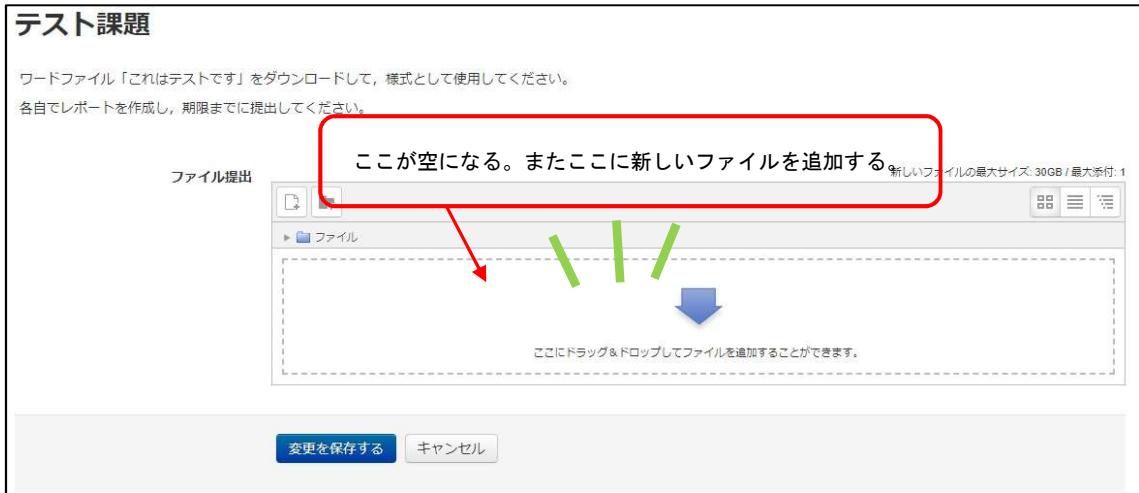 テスト課題
ワードファイル「これはテストです」をダウンロードして，様式として使用してください。
各自でレポートを作成し，期限までに提出してください。
ここが空になる。またここに新しいファイルを追加する。
ファイル提出
新しいファイルの最大サイズ: 30GB / 最大添付: 1
ファイル
ここにドラッグ&ドロップしてファイルを追加することができます。
変更を保存する
キャンセル